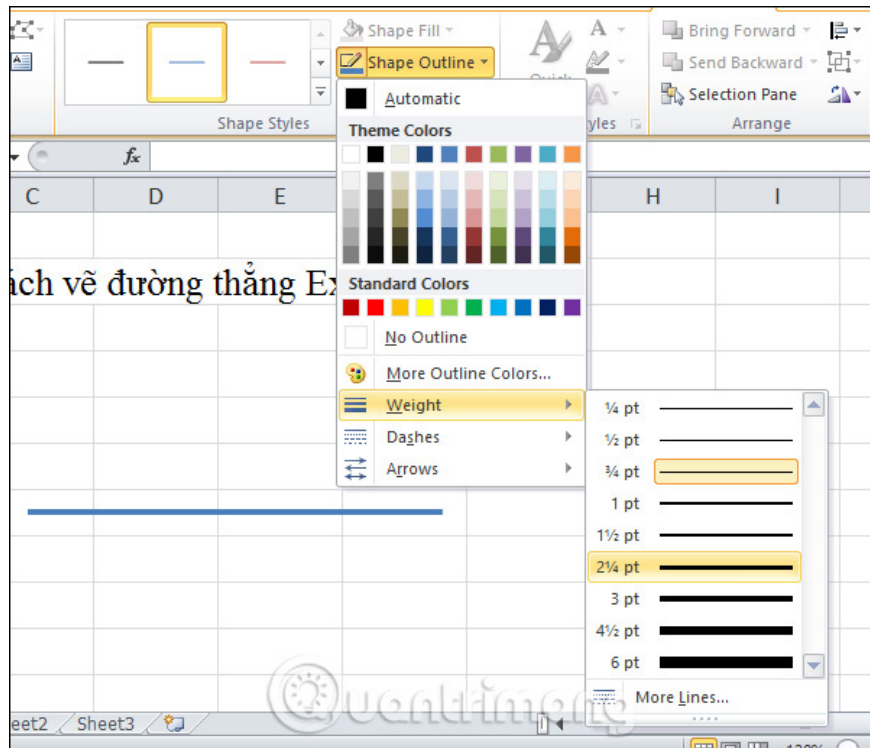 Shape Fill
A
Bring Forward
Shape Outline
Send Backward
A
Selection Pane
Shape Styles
Arrange
Automatic
Theme Colors
fx
C D E H I
ách vẽ đường thẳng Ex
Standard Colors
No Outline
More Outline Colors...
Weight
Dashes
Arrows
¼ pt
½ pt
¾ pt
1 pt
1½ pt
2¼ pt
3 pt
4½ pt
6 pt
More Lines...
Quantrimang
eet2 Sheet3